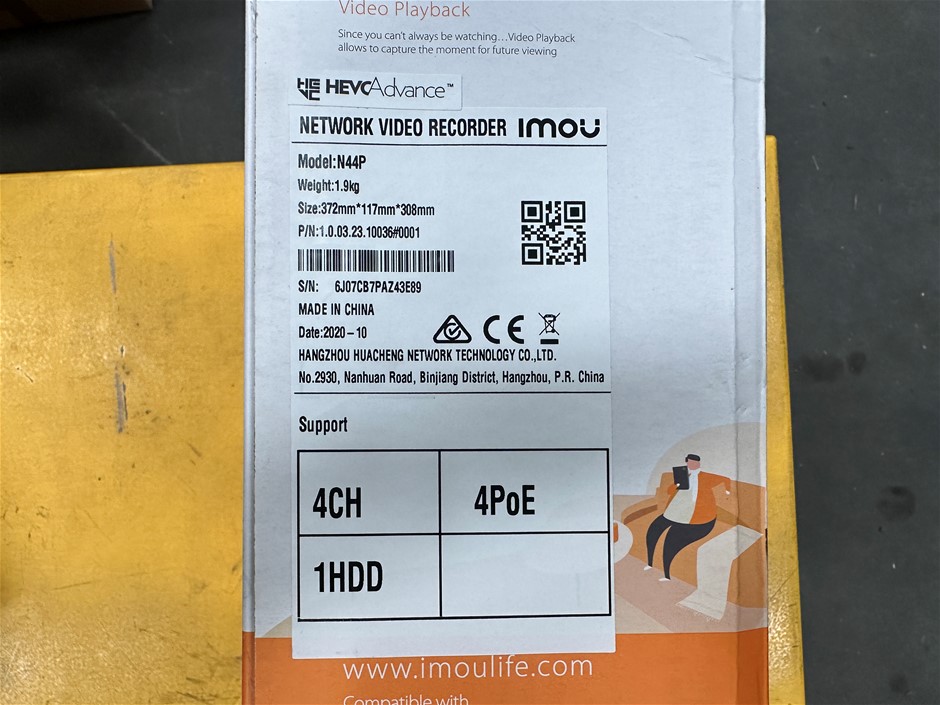 Video Playback
Since you can't always be watching...Video Playback
allows to capture the moment for future viewing
HEVCAdvance™
NETWORK VIDEO RECORDER imou
Model:N44P
Weight:1.9kg
Size:372mm*117mm*308mm
P/N:1.0.03.23.10036#0001
S/N: 6J07CB7PAZ43E89
MADE IN CHINA
Date:2020-10
CE
HANGZHOU HUACHENG NETWORK TECHNOLOGY CO.,LTD.
No.2930, Nanhuan Road, Binjiang District, Hangzhou, P.R. China
Support
4CH 4PoE
1HDD
www.imoulife.com
Compatible with